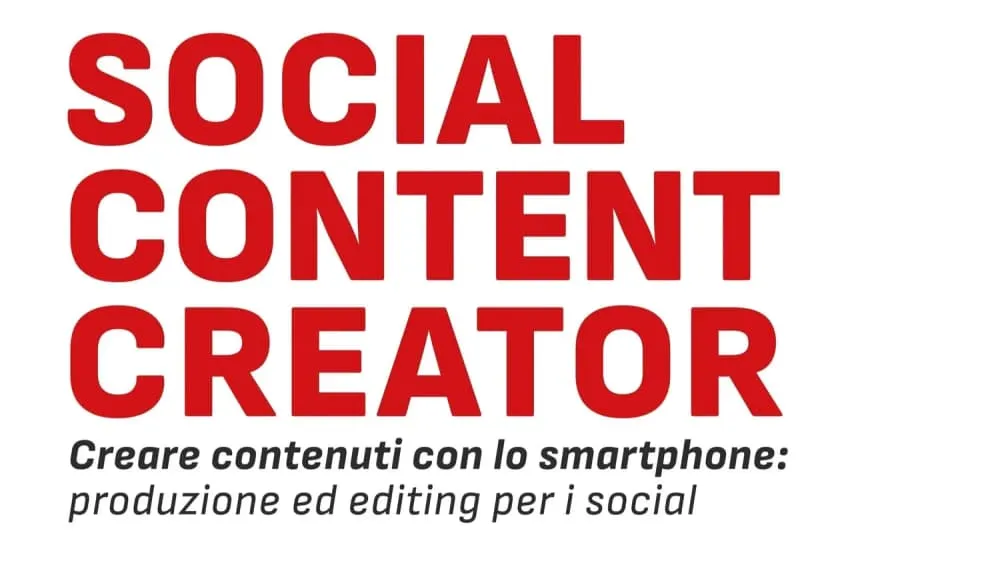 SOCIAL
CONTENT
CREATOR
Creare contenuti con lo smartphone:
produzione ed editing per i social